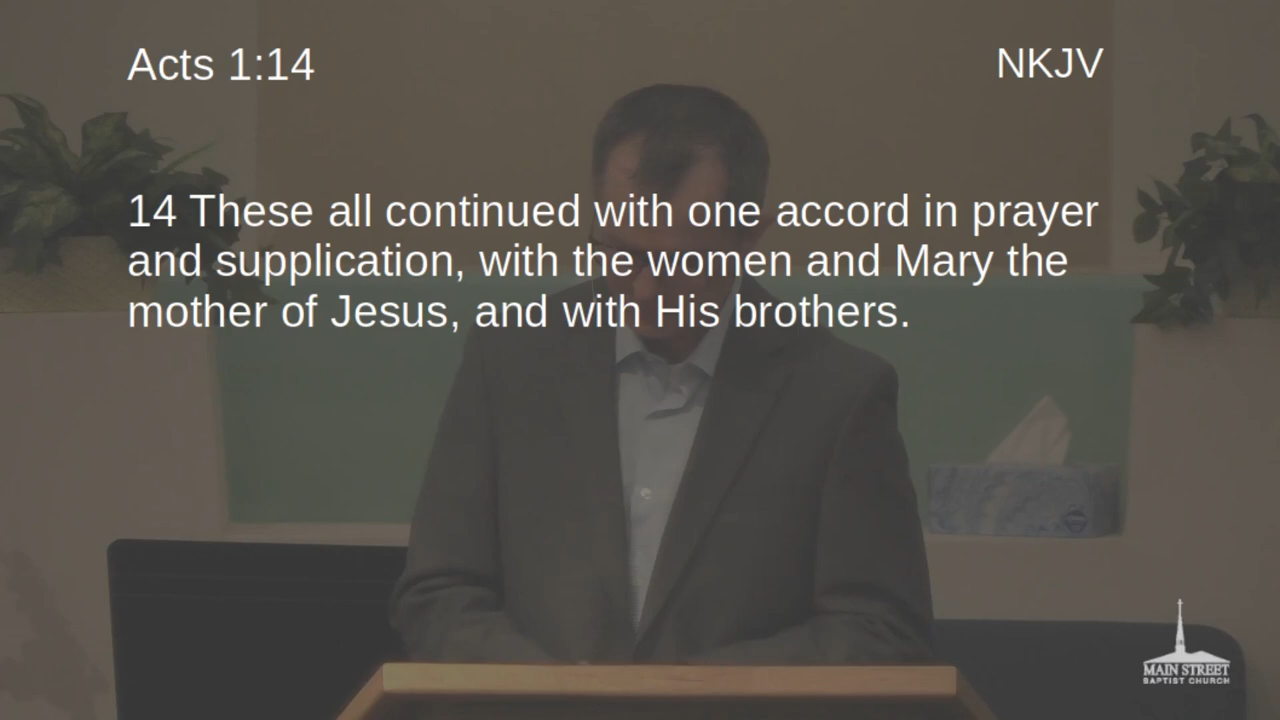 Acts 1:14
NKJV
14 These all continued with one accord in prayer
and supplication, with the women and Mary the
mother of Jesus, and with His brothers.
MAIN STREET
BAPTIST CHURCH